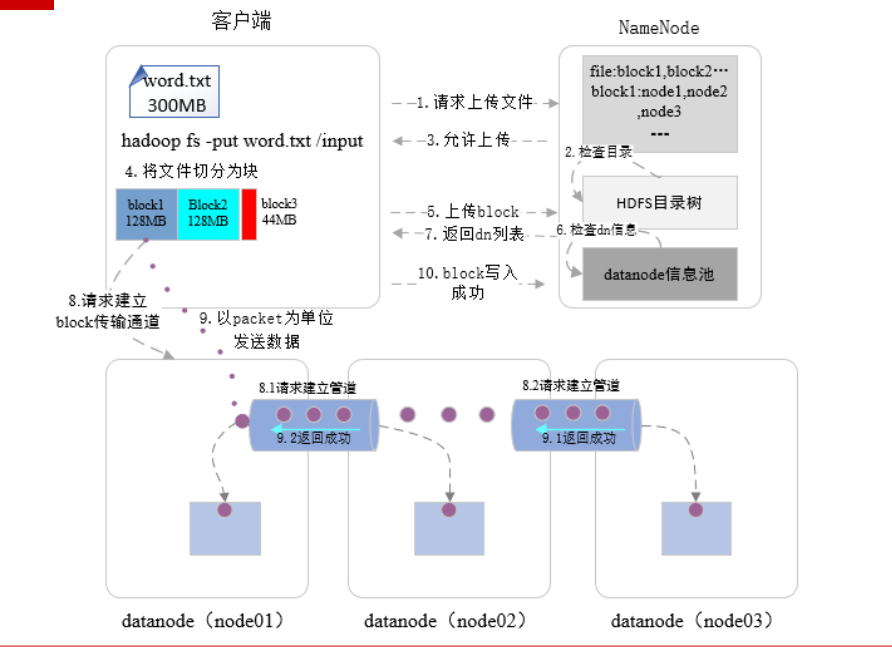 客户端
NameNode
word.txt
300MB
hadoop fs -put word.txt /input
4. 将文件切分为块
block1
128MB
Block2
128MB
block3
44MB
1. 请求上传文件
3. 允许上传
5. 上传block
7. 返回dn列表
10. block写入
成功
file:block1,block2…
block1:node1,node2
,node3
---
2. 检查目录
HDFS目录树
6. 检查dn信息
datanode信息池
8.请求建立
block传输通道
9. 以packet为单位
发送数据
8.1请求建立管道
9.2返回成功
8.2请求建立管道
9.1返回成功
datanode（node01）
datanode（node02）
datanode（node03）